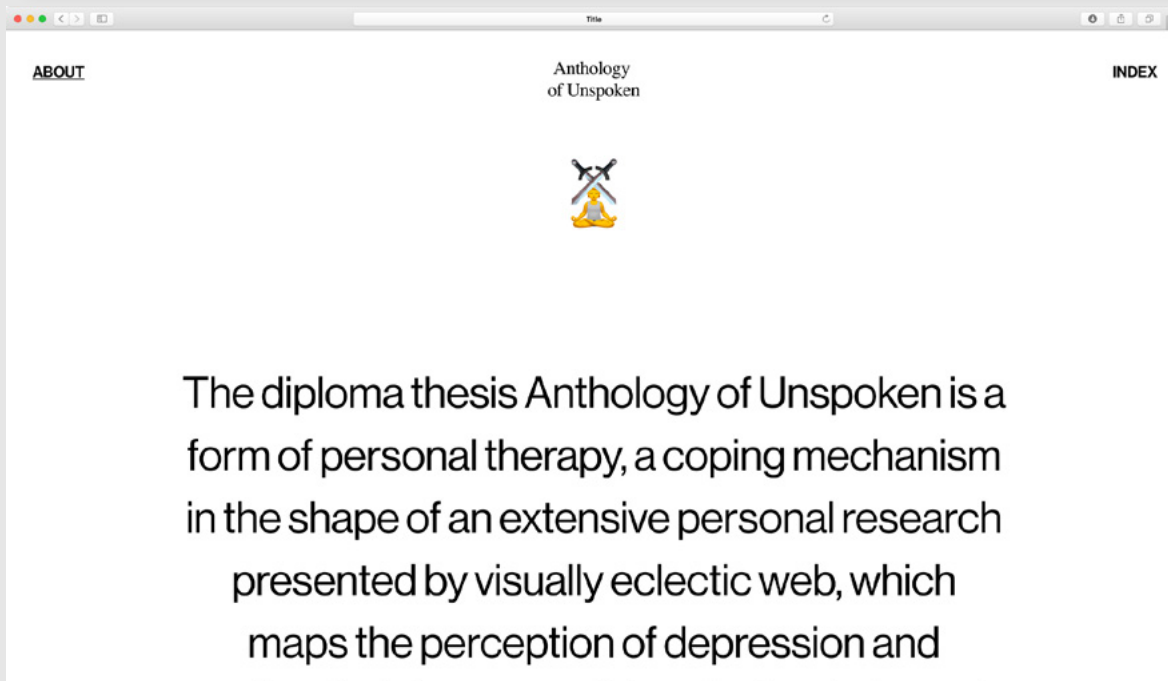 Title
ABOUT
Anthology
of Unspoken
INDEX
The diploma thesis Anthology of Unspoken is a
form of personal therapy, a coping mechanism
in the shape of an extensive personal research
presented by visually eclectic web, which
maps the perception of depression and